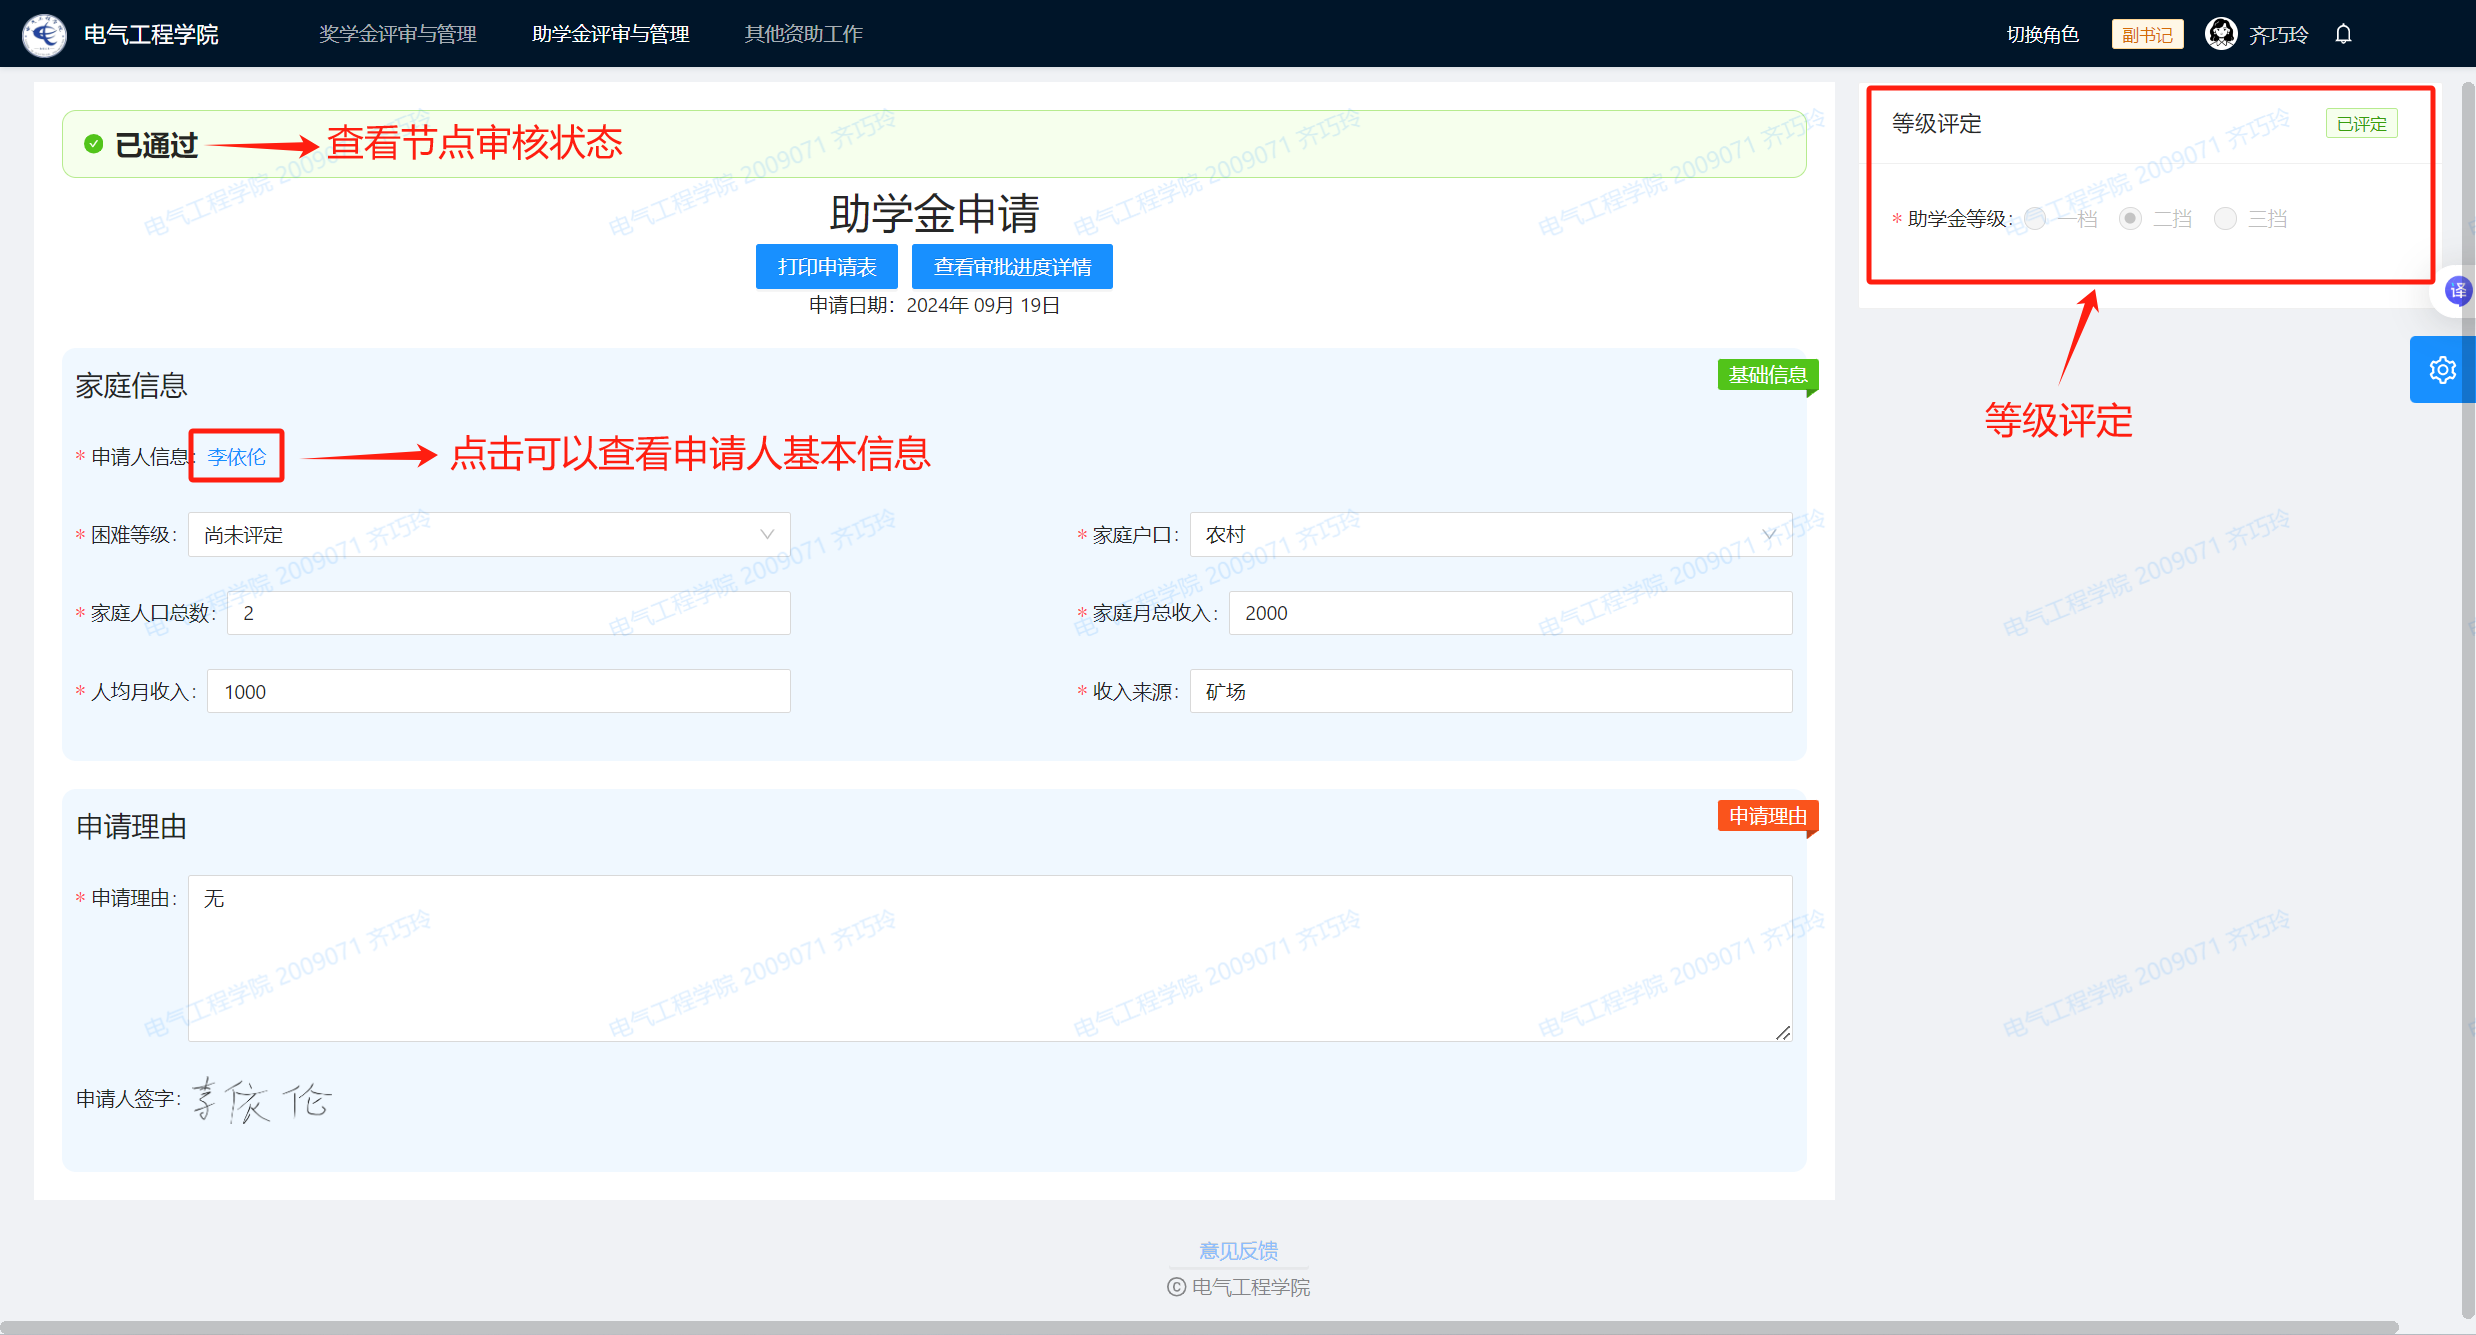 电气工程学院 奖学金评审与管理 助学金评审与管理 其他资助工作 切换角色 副书记 齐巧玲
已通过 查看节点审核状态
助学金申请
打印申请表 查看审批进度详情
申请日期：2024年 09月 19日
家庭信息 基础信息
* 申请人信息: 李依伦 点击可以查看申请人基本信息
* 困难等级: 尚未评定 * 家庭户口: 农村
* 家庭人口总数: 2 * 家庭月总收入: 2000
* 人均月收入: 1000 * 收入来源: 矿场
申请理由 申请理由
* 申请理由: 无
申请人签字: 李依伦
等级评定 已评定
* 助学金等级: 一档 二挡 三挡
译
等级评定
意见反馈
© 电气工程学院
电气工程学院 2009071 齐巧玲